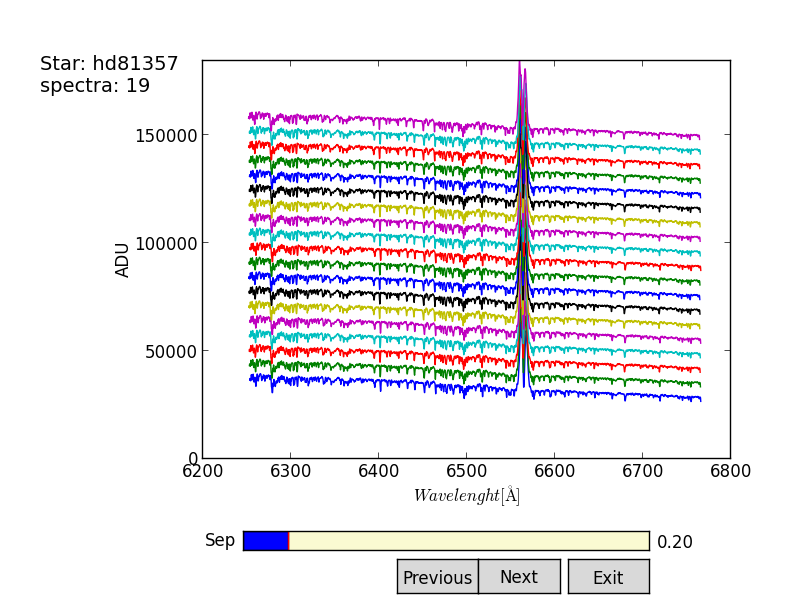 Star: hd81357
spectra: 19
150000
100000
50000
0
ADU
6200 6300 6400 6500 6600 6700 6800
Wavelenght[Å]
Sep 0.20
Previous Next Exit